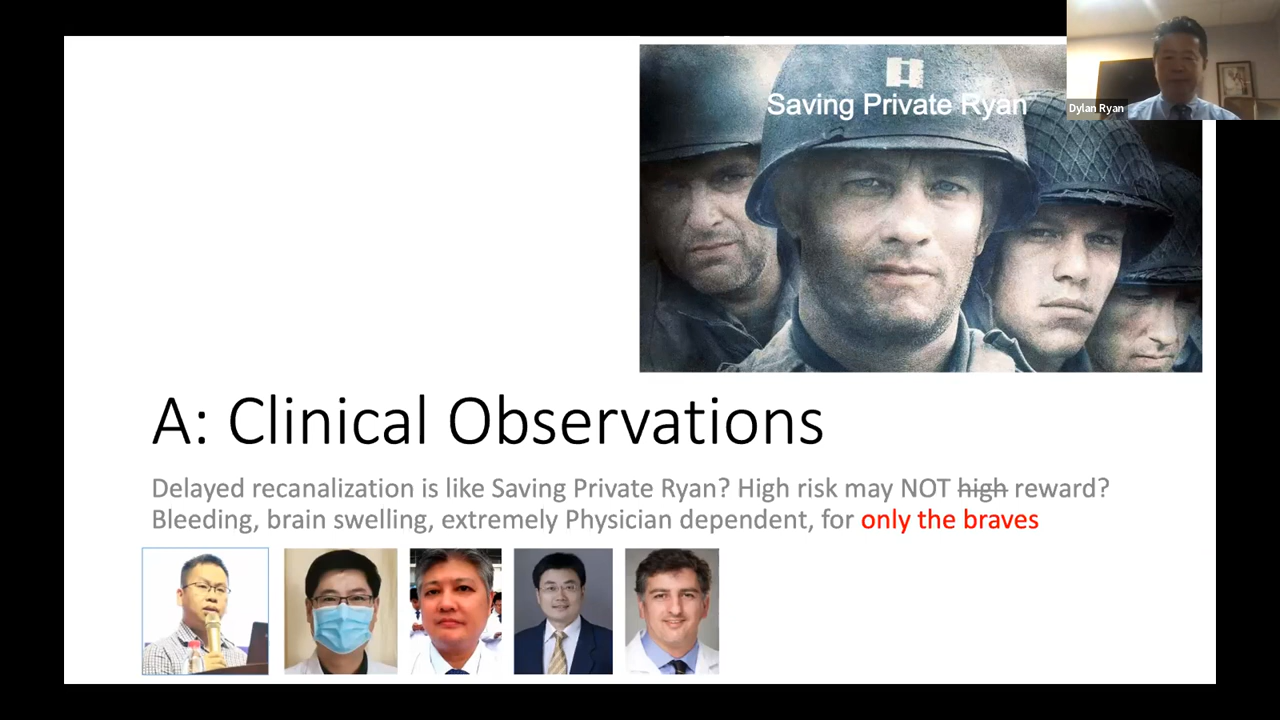 Saving Private Ryan
Dylan Ryan
A: Clinical Observations
Delayed recanalization is like Saving Private Ryan? High risk may NOT high reward?
Bleeding, brain swelling, extremely Physician dependent, for only the braves